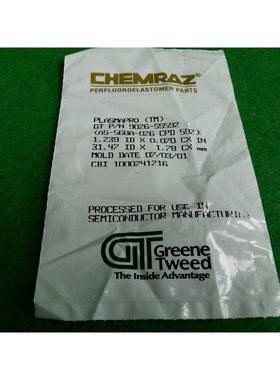 CHEMRAZ®
PERFLUOROELASTOMER PARTS
PLASMAPRO (TM)
GT P/N 9026-SS592
(AS-568A-026 CPD 592)
1.239 ID X 0.070 CX IN
31.47 ID X 1.78 CX mm
MOLD DATE 07/03/01
CBI 1000241216
PROCESSED FOR USE IN
SEMICONDUCTOR MANUFACTURING
GT Greene
Tweed
The Inside Advantage